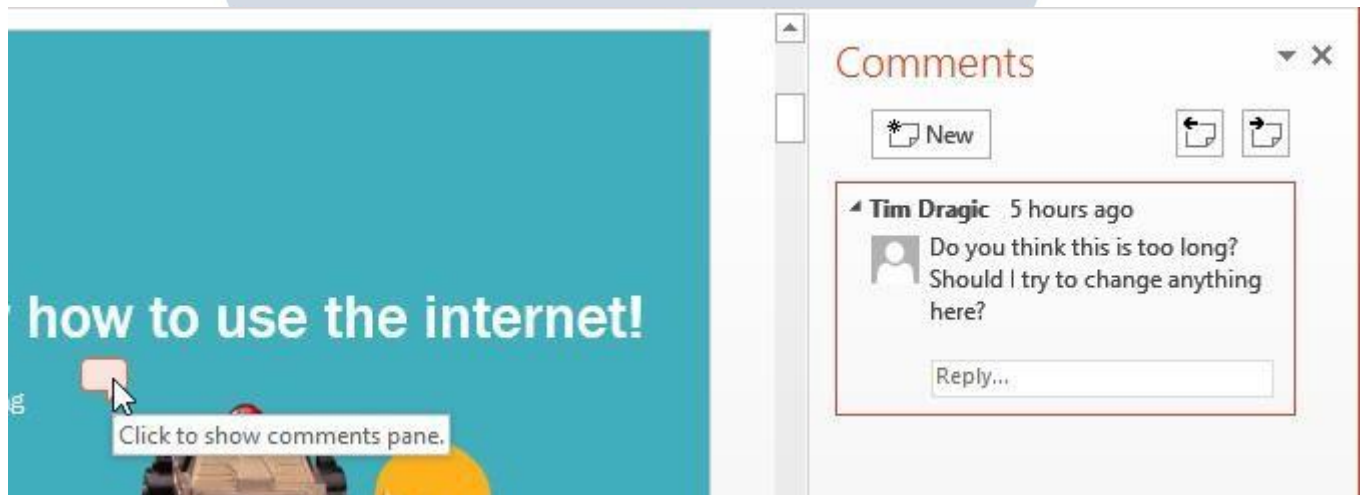 Comments
New
Tim Dragic 5 hours ago
Do you think this is too long?
Should I try to change anything
here?
Reply...
how to use the internet!
g
Click to show comments pane.